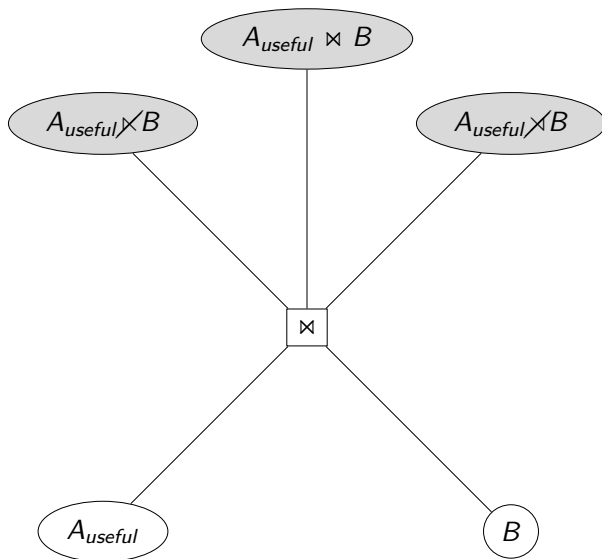 A_useful ⋈ B
A_useful ⋉̸ B
A_useful ⋊̸ B
⋈
A_useful
B